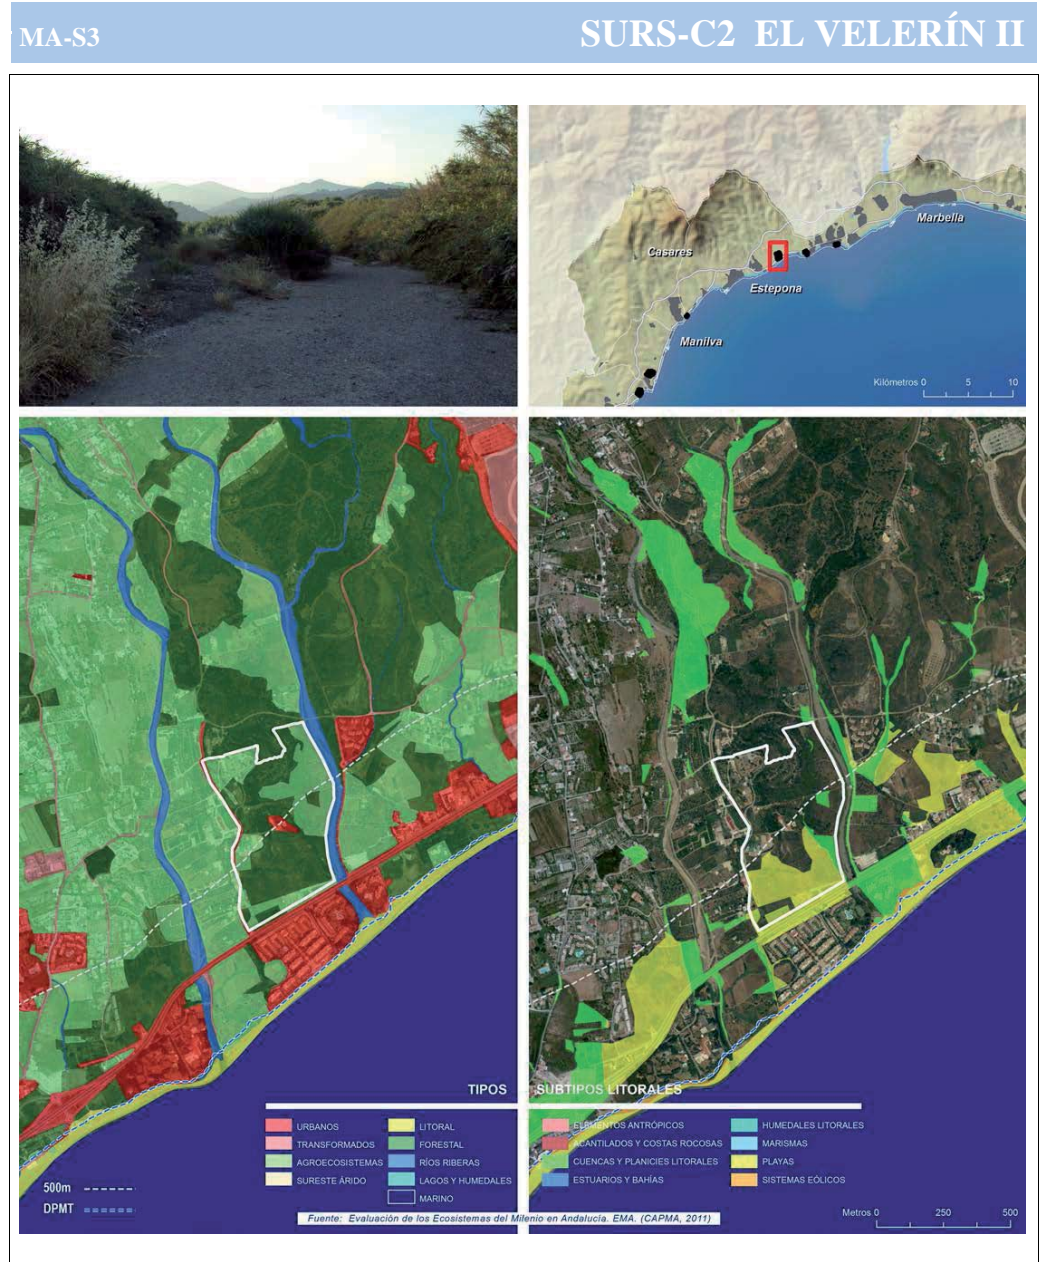 MA-S3
SURS-C2 EL VELERÍN II
Marbella
Casares
Estepona
Manilva
Kilómetros 0 5 10
TIPOS
SUBTIPOS LITORALES
URBANOS
TRANSFORMADOS
AGROECOSISTEMAS
SURESTE ÁRIDO
LITORAL
FORESTAL
RÍOS RIBERAS
LAGOS Y HUMEDALES
MARINO
ELEMENTOS ANTRÓPICOS
ACANTILADOS Y COSTAS ROCOSAS
CUENCAS Y PLANICIES LITORALES
ESTUARIOS Y BAHÍAS
HUMEDALES LITORALES
MARISMAS
PLAYAS
SISTEMAS EÓLICOS
500m
DPMT
Fuente: Evaluación de los Ecosistemas del Milenio en Andalucía. EMA. (CAPMA, 2011)
Metros 0 250 500